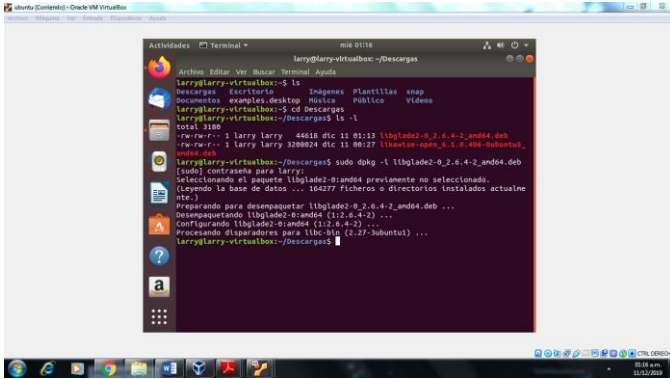 ubuntu [Corriendo] - Oracle VM VirtualBox
Archivo Máquina Ver Entrada Dispositivos Ayuda
Actividades Terminal mié 01:16
larry@larry-virtualbox: ~/Descargas
Archivo Editar Ver Buscar Terminal Ayuda
larry@larry-virtualbox:~$ ls
Descargas Escritorio Imágenes Plantillas snap
Documentos examples.desktop Música Público Vídeos
larry@larry-virtualbox:~$ cd Descargas
larry@larry-virtualbox:~/Descargas$ ls -l
total 3180
-rw-rw-r-- 1 larry larry 44618 dic 11 01:13 libglade2-0_2.6.4-2_amd64.deb
-rw-rw-r-- 1 larry larry 3208024 dic 11 00:27 likewise-open_6.1.0.406-0ubuntu5_
amd64.deb
larry@larry-virtualbox:~/Descargas$ sudo dpkg -i libglade2-0_2.6.4-2_amd64.deb
[sudo] contraseña para larry:
Seleccionando el paquete libglade2-0:amd64 previamente no seleccionado.
(Leyendo la base de datos ... 164277 ficheros o directorios instalados actualme
nte.)
Preparando para desempaquetar libglade2-0_2.6.4-2_amd64.deb ...
Desempaquetando libglade2-0:amd64 (1:2.6.4-2) ...
Configurando libglade2-0:amd64 (1:2.6.4-2) ...
Procesando disparadores para libc-bin (2.27-3ubuntu1) ...
larry@larry-virtualbox:~/Descargas$
CTRL DERECHO
01:16 a.m.
11/12/2019